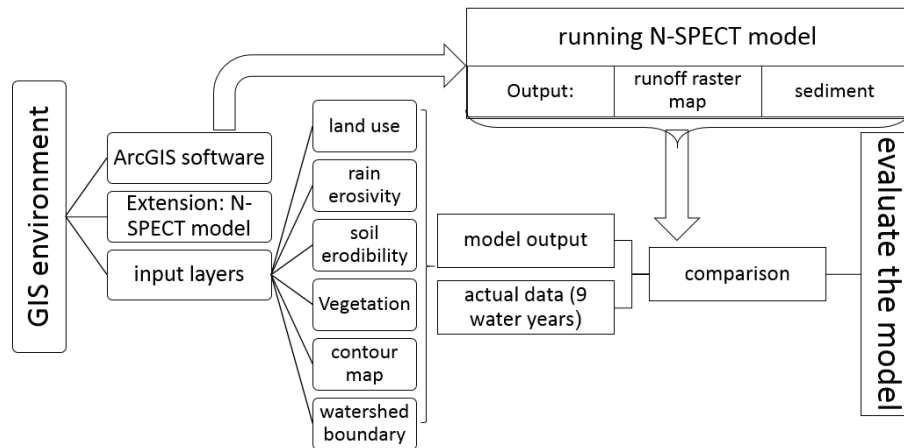 running N-SPECT model
Output:
runoff raster
map
sediment
GIS environment
ArcGIS software
Extension: N-
SPECT model
input layers
land use
rain
erosivity
soil
erodibility
Vegetation
contour
map
watershed
boundary
model output
actual data (9
water years)
comparison
evaluate the model